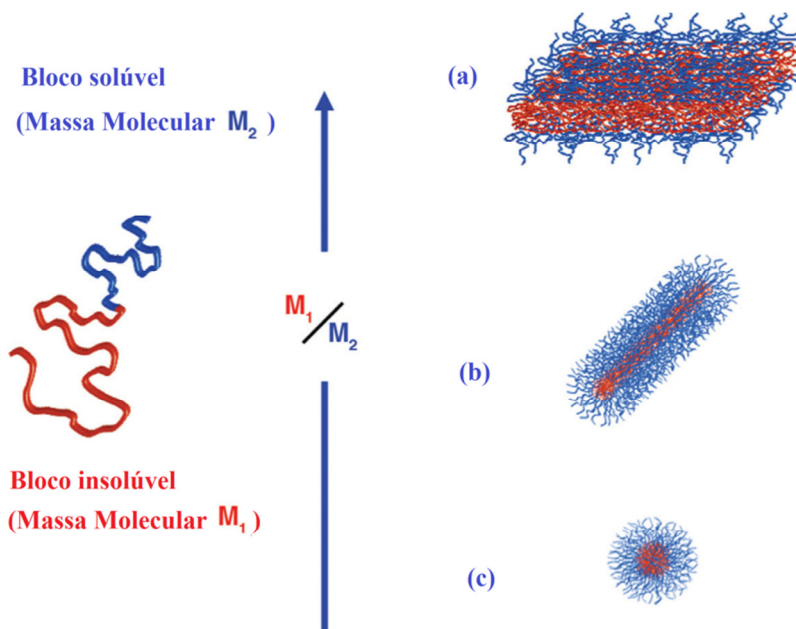 Bloco solúvel
(Massa Molecular M₂ )
M₁/M₂
Bloco insolúvel
(Massa Molecular M₁ )
(a)
(b)
(c)